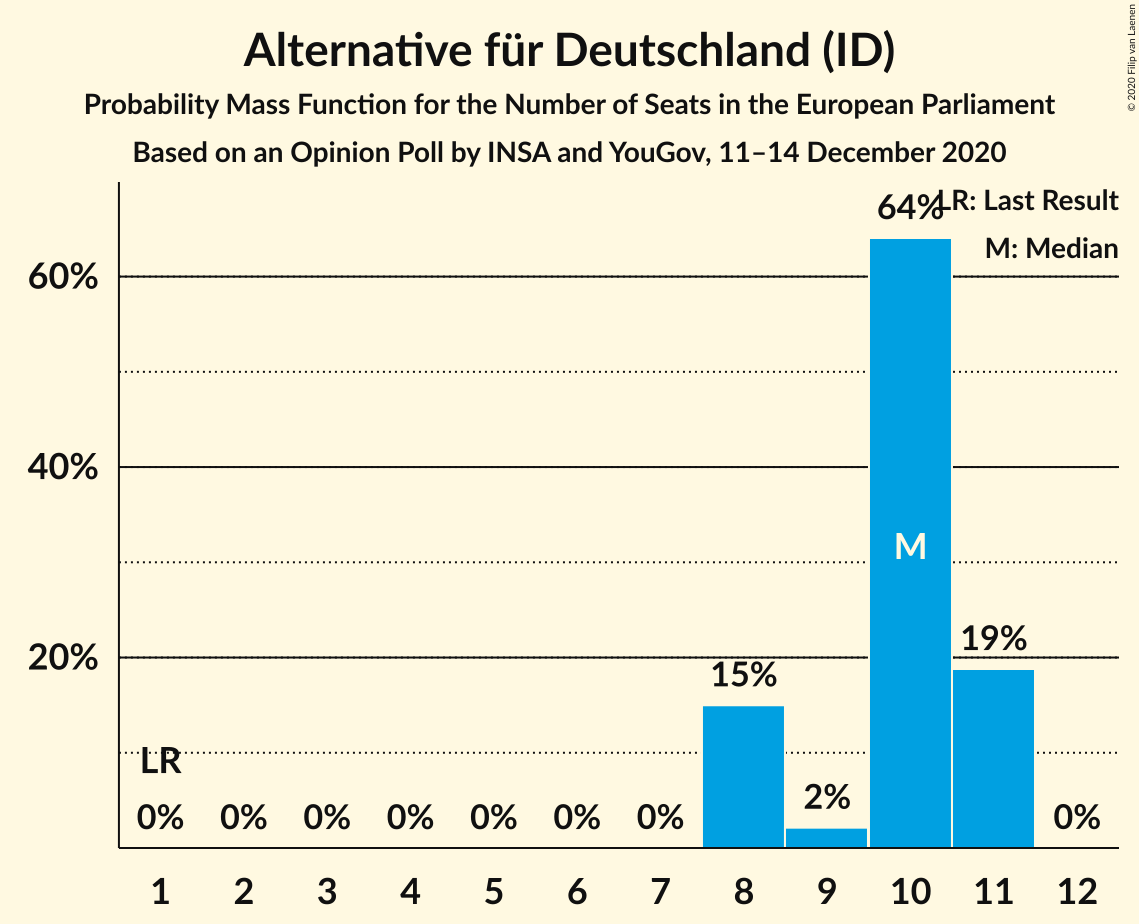 Alternative für Deutschland (ID)
Probability Mass Function for the Number of Seats in the European Parliament
Based on an Opinion Poll by INSA and YouGov, 11–14 December 2020
© 2020 Filip van Laenen
LR: Last Result
M: Median
60%
40%
20%
LR
0%
0%
0%
0%
0%
0%
0%
15%
2%
64%
M
19%
0%
1 2 3 4 5 6 7 8 9 10 11 12